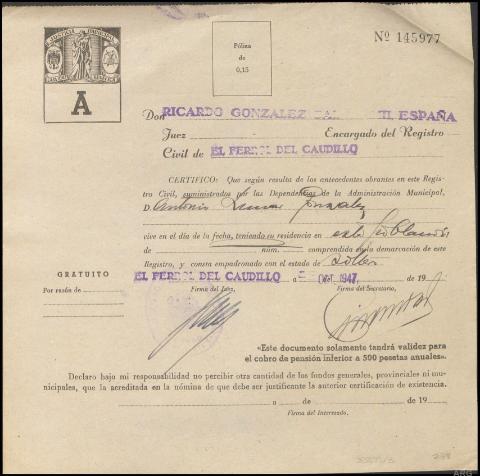 JUSTICIA MUNICIPAL
A
Póliza
de
0,15
Nº 145977
Don RICARDO GONZALEZ ESPAÑA
Juez Encargado del Registro
Civil de EL FERROL DEL CAUDILLO
CERTIFICO: Que según resulta de los antecedentes obrantes en este Regis-
tro Civil, suministrados por las Dependencias de la Administración Municipal,
D. Antonio González
vive en el día de la fecha, teniendo su residencia en esta
de núm. comprendida en la demarcación de este
Registro, y consta empadronado con el estado de
GRATUITO
Por razón de
EL FERROL DEL CAUDILLO a 1947 de 19
Firma del Juez, Firma del Secretario,
«Este documento solamente tendrá validez para
el cobro de pensión inferior a 500 pesetas anuales».
Declaro bajo mi responsabilidad no percibir otra cantidad de los fondos generales, provinciales ni mu-
nicipales, que la acreditada en la nómina de que debe ser justificante la anterior certificación de existencia.
a de de 19
Firma del Interesado.
ARG